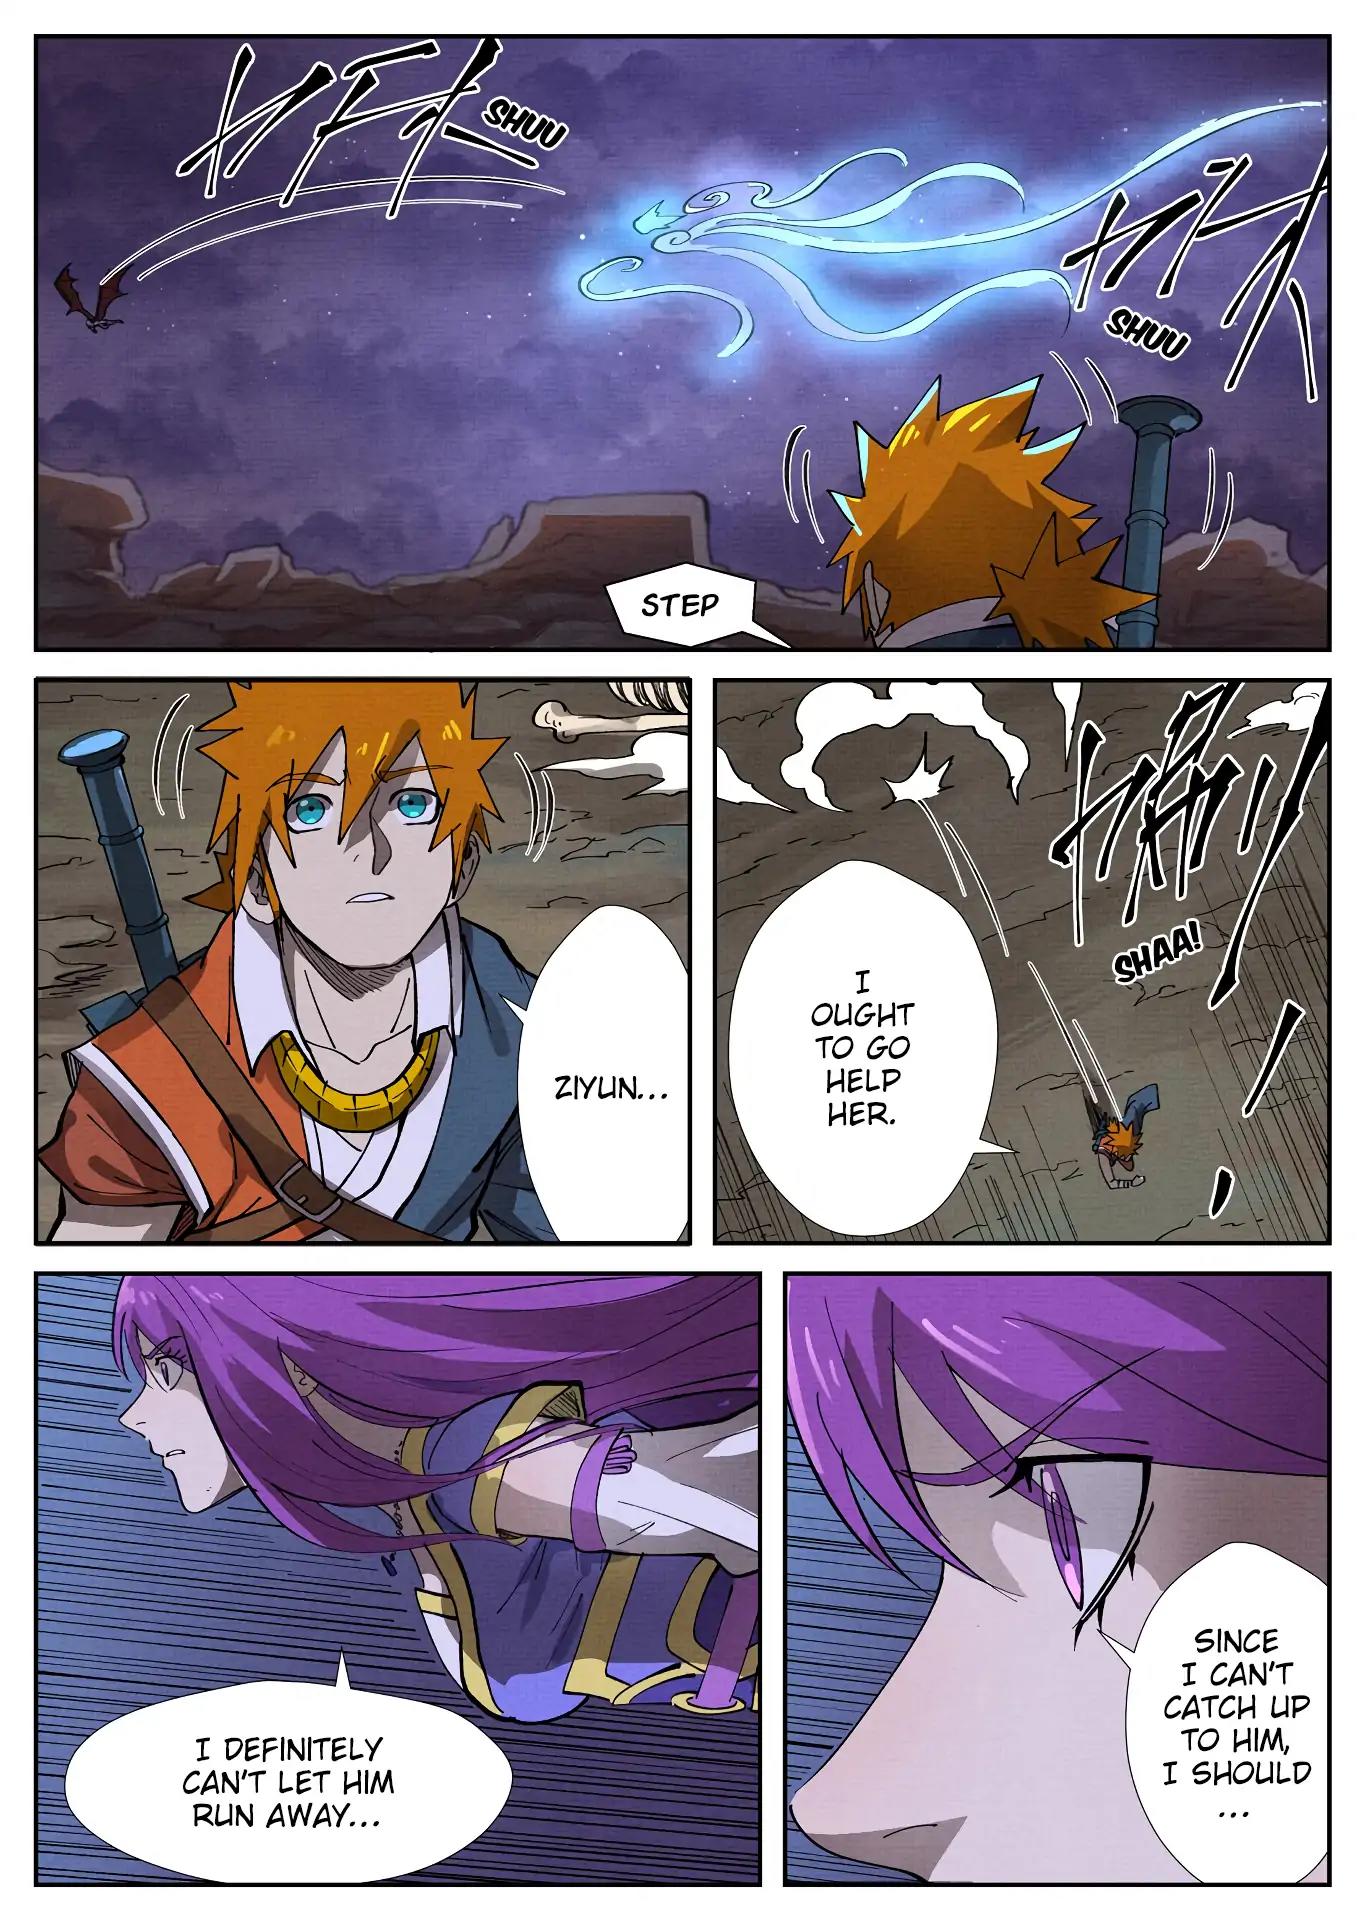 SHUU
SHUU
STEP
ZIYUN...
I
OUGHT
TO GO
HELP
HER.
SHAA!
I DEFINITELY
CAN'T LET HIM
RUN AWAY...
SINCE
I CAN'T
CATCH UP
TO HIM,
I SHOULD
...